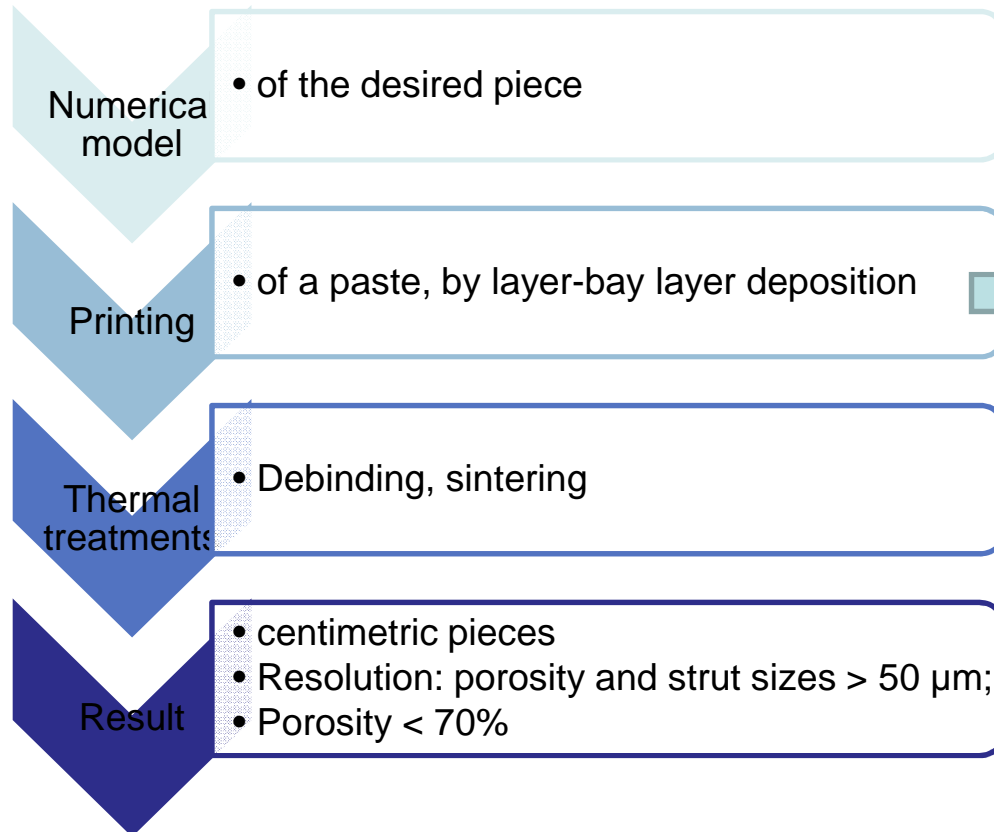 Numerical
model
• of the desired piece
Printing
• of a paste, by layer-bay layer deposition
Thermal
treatments
• Debinding, sintering
Result
• centimetric pieces
• Resolution: porosity and strut sizes > 50 µm;
• Porosity < 70%